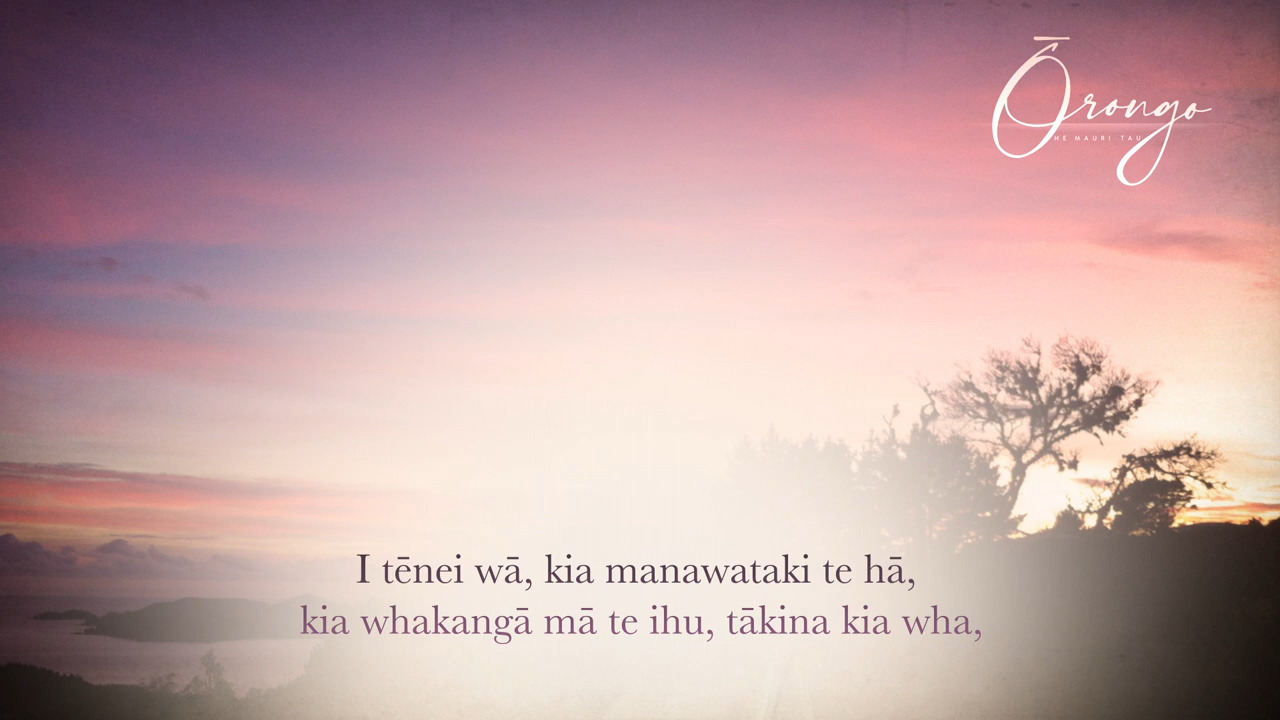 Ōrongo
HE MAURI TAU
I tēnei wā, kia manawataki te hā,
kia whakangā mā te ihu, tākina kia wha,